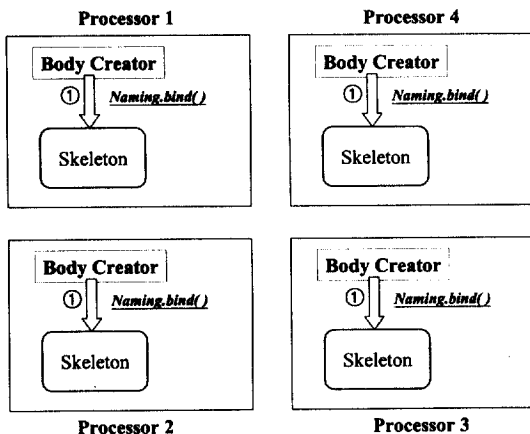 Processor 1
Body Creator
① Naming.bind( )
Skeleton
Processor 4
Body Creator
① Naming.bind( )
Skeleton
Body Creator
① Naming.bind( )
Skeleton
Processor 2
Body Creator
① Naming.bind( )
Skeleton
Processor 3